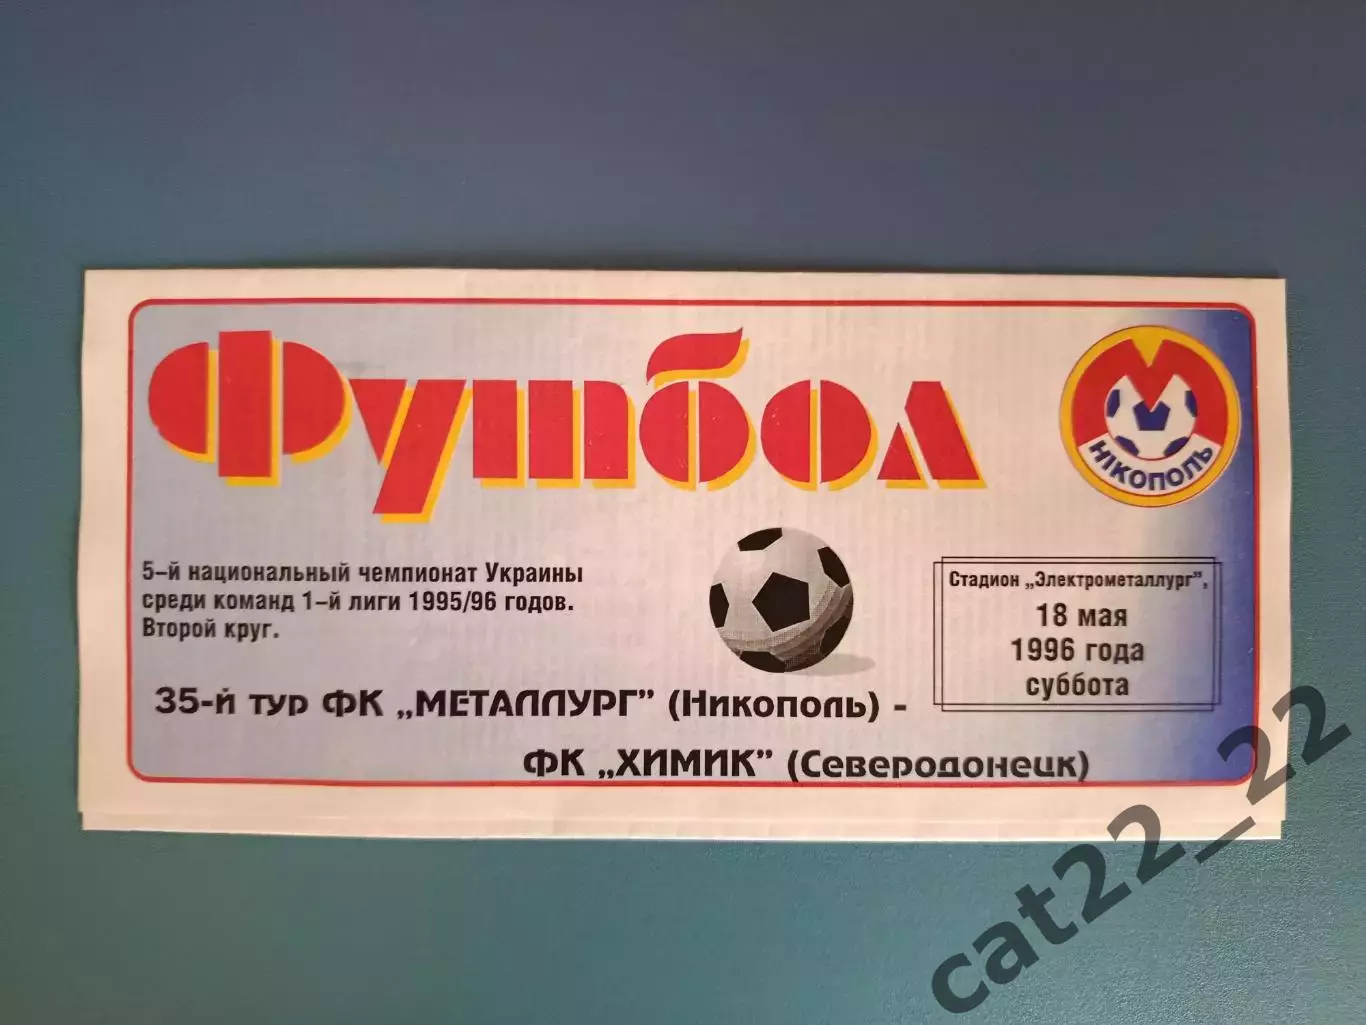 Футбол
М
НІКОПОЛЬ
5-й национальный чемпионат Украины
среди команд 1-й лиги 1995/96 годов.
Второй круг.
Стадион „Электрометаллург”,
18 мая
1996 года
суббота
35-й тур ФК „МЕТАЛЛУРГ” (Никополь) -
ФК „ХИМИК” (Северодонецк)
cat22_22